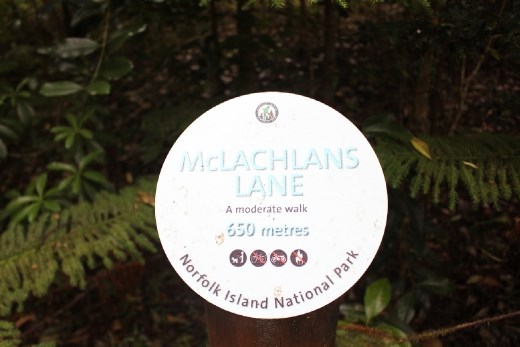 McLACHLANS
LANE
A moderate walk
650 metres
Norfolk Island National Park